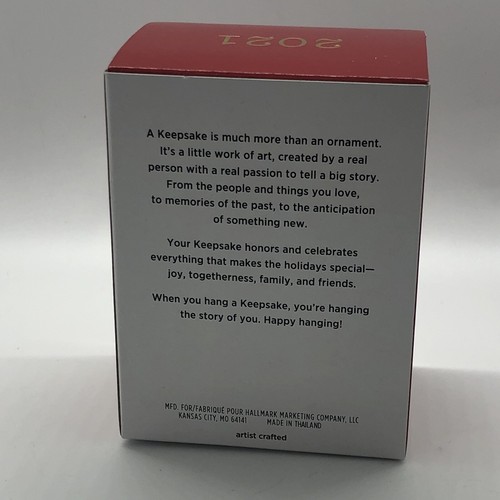 2021
A Keepsake is much more than an ornament.
It's a little work of art, created by a real
person with a real passion to tell a big story.
From the people and things you love,
to memories of the past, to the anticipation
of something new.
Your Keepsake honors and celebrates
everything that makes the holidays special—
joy, togetherness, family, and friends.
When you hang a Keepsake, you're hanging
the story of you. Happy hanging!
MFD. FOR/FABRIQUÉ POUR HALLMARK MARKETING COMPANY, LLC
KANSAS CITY, MO 64141 MADE IN THAILAND
artist crafted